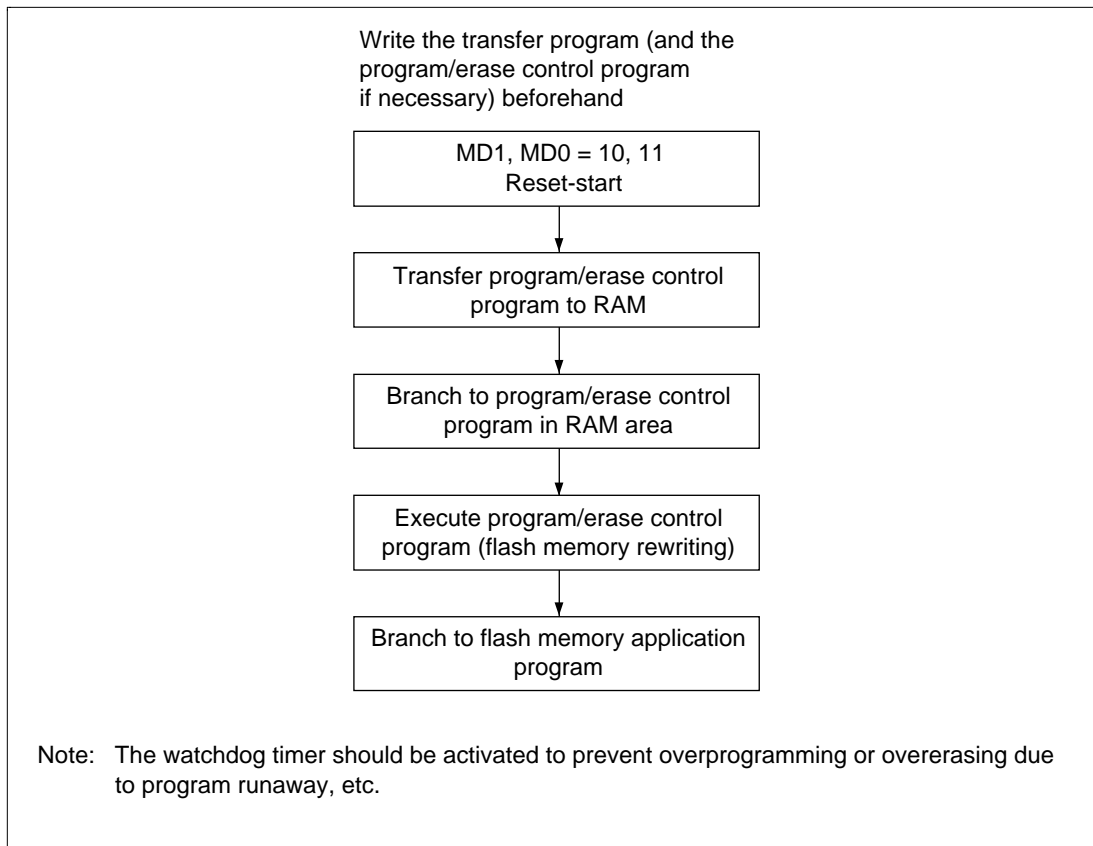 Write the transfer program (and the
program/erase control program
if necessary) beforehand
MD1, MD0 = 10, 11
Reset-start
Transfer program/erase control
program to RAM
Branch to program/erase control
program in RAM area
Execute program/erase control
program (flash memory rewriting)
Branch to flash memory application
program
Note: The watchdog timer should be activated to prevent overprogramming or overerasing due
to program runaway, etc.